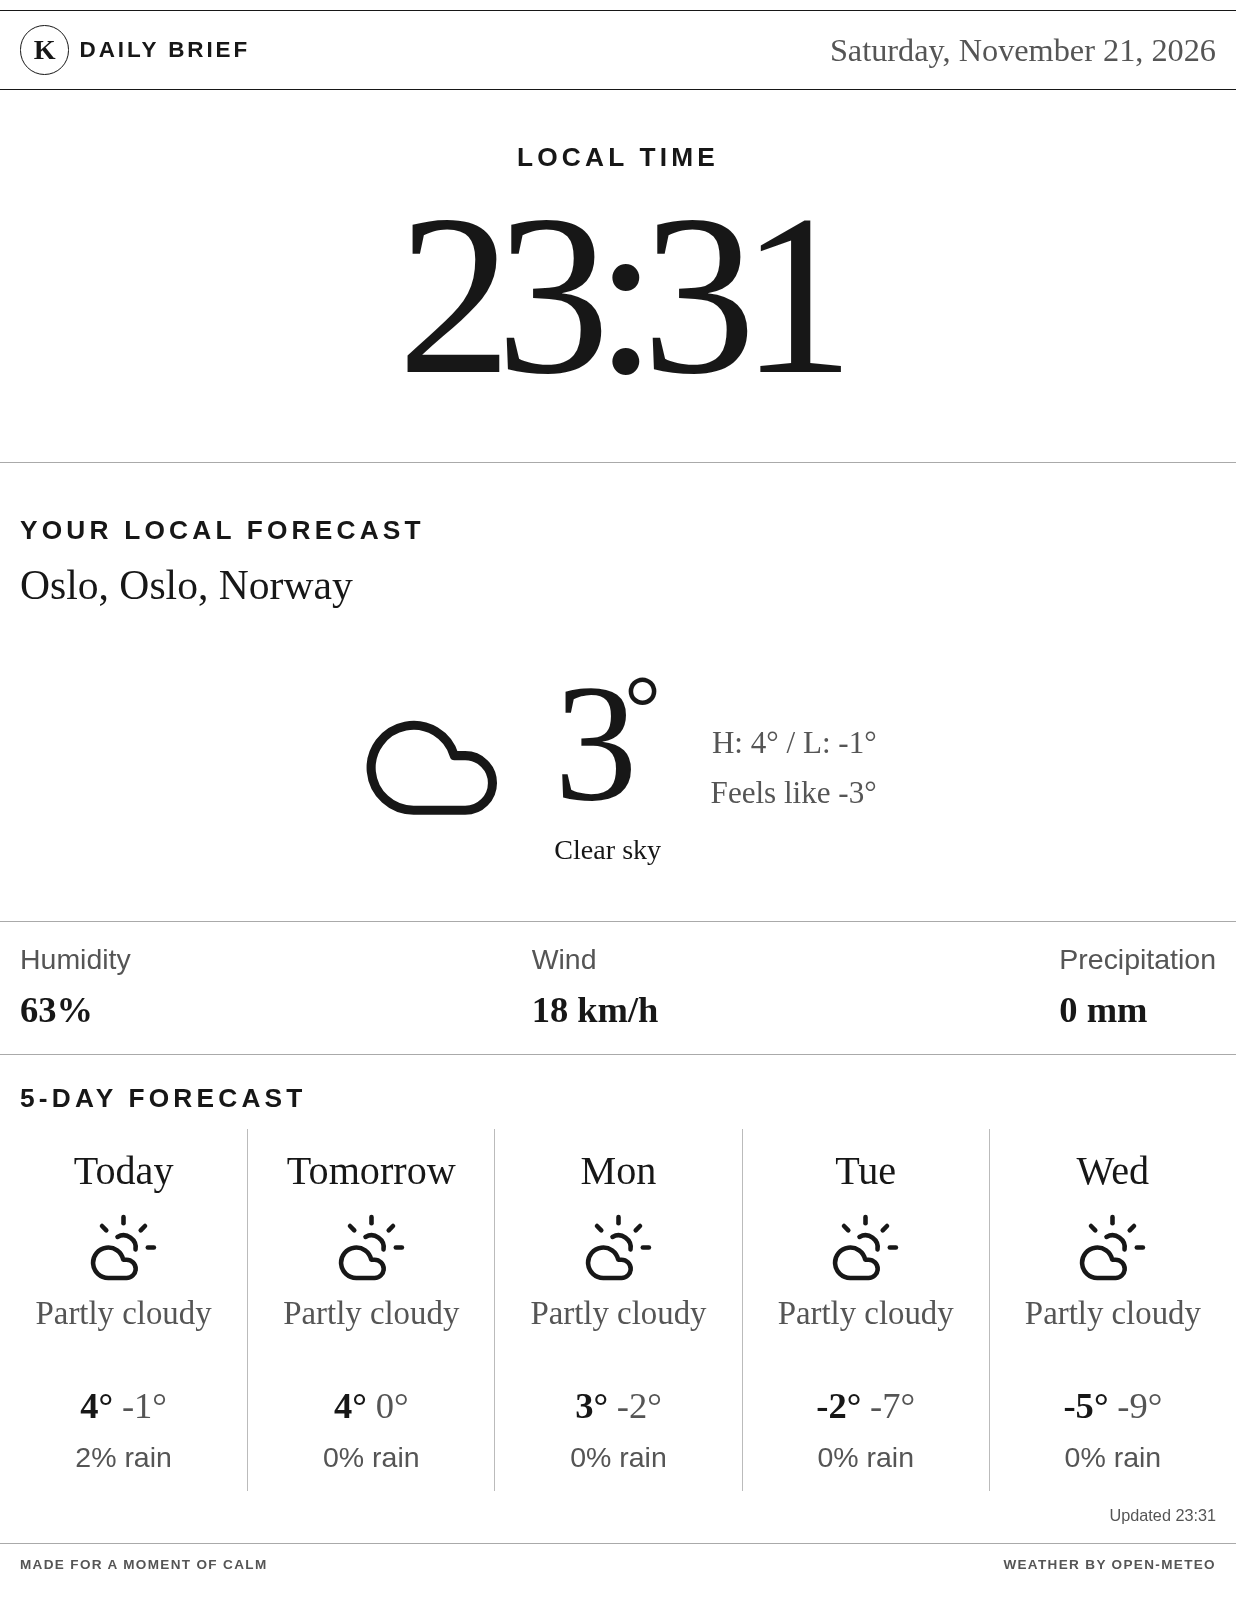 K DAILY BRIEF
Saturday, November 21, 2026
LOCAL TIME
23:31
YOUR LOCAL FORECAST
Oslo, Oslo, Norway
3°
Clear sky
H: 4° / L: -1°
Feels like -3°
Humidity
63%
Wind
18 km/h
Precipitation
0 mm
5-DAY FORECAST
Today
Partly cloudy
4° -1°
2% rain
Tomorrow
Partly cloudy
4° 0°
0% rain
Mon
Partly cloudy
3° -2°
0% rain
Tue
Partly cloudy
-2° -7°
0% rain
Wed
Partly cloudy
-5° -9°
0% rain
Updated 23:31
MADE FOR A MOMENT OF CALM
WEATHER BY OPEN-METEO